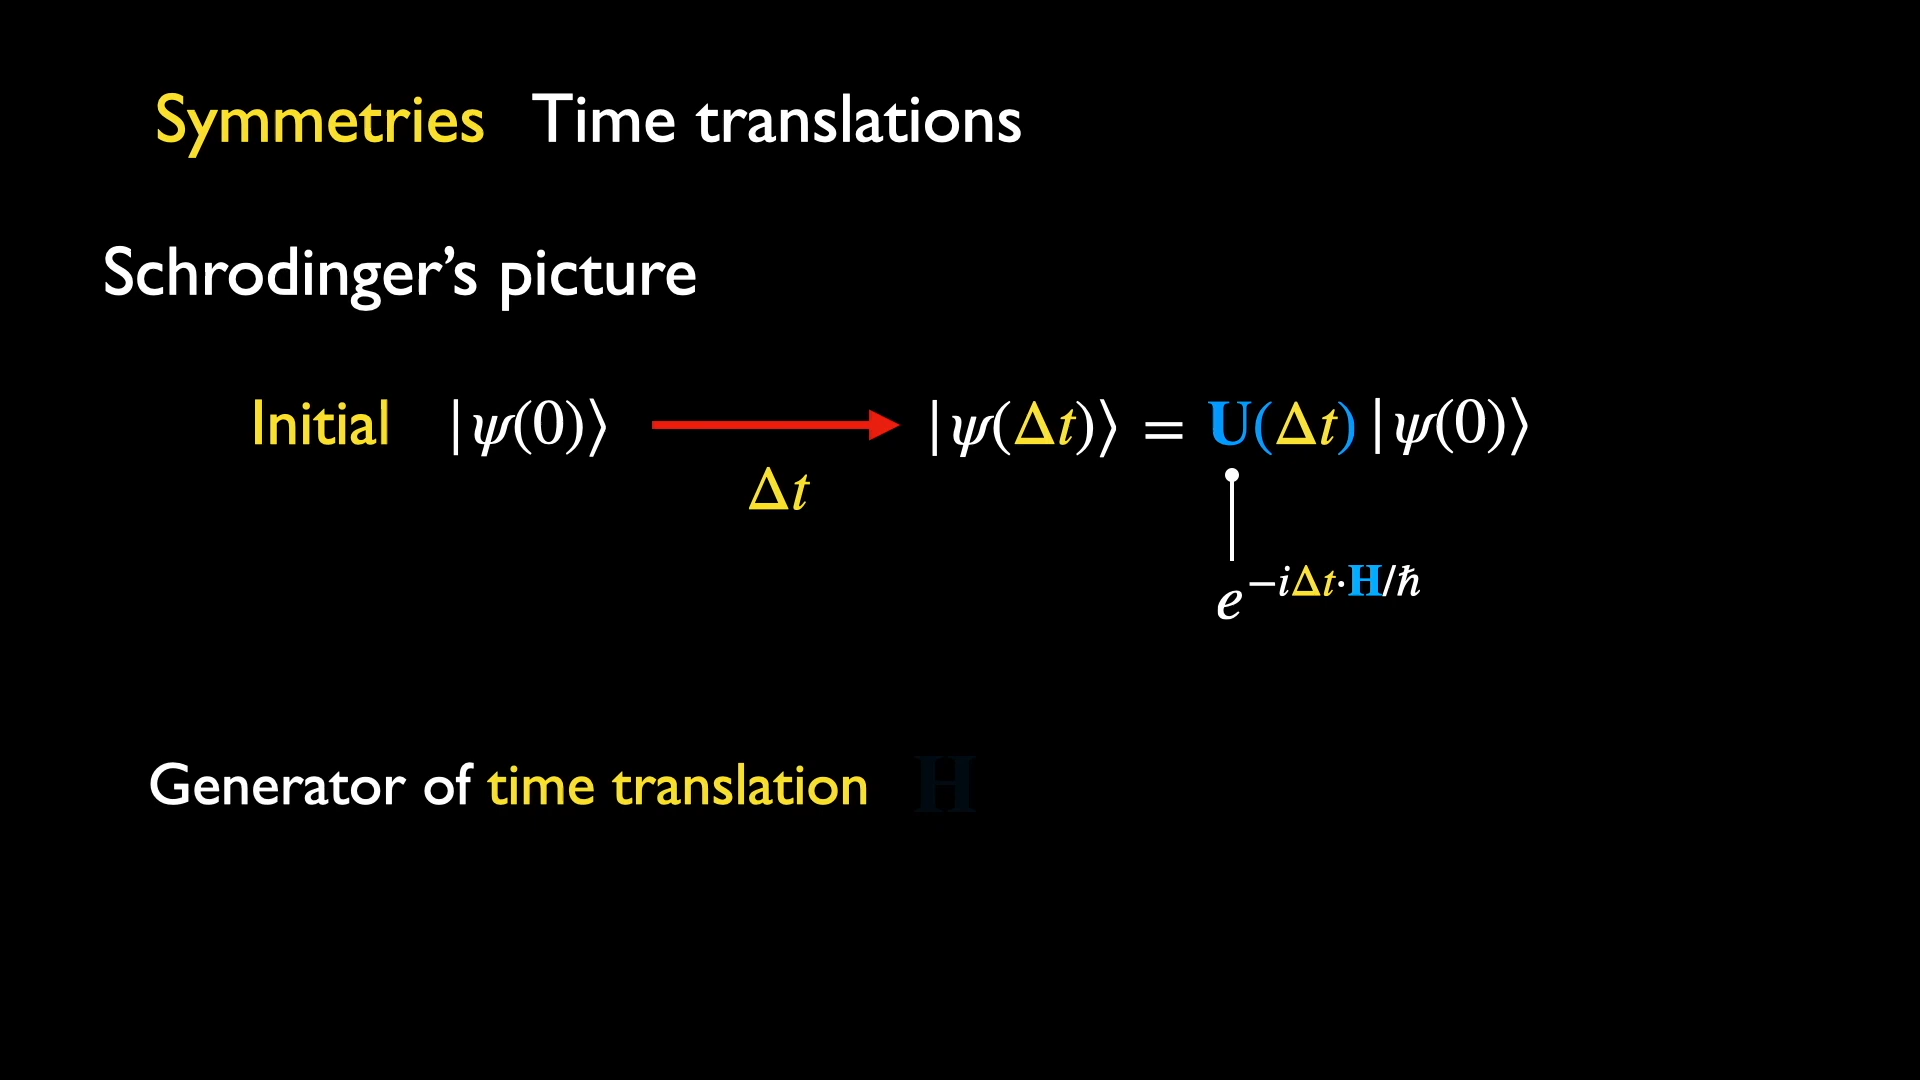 Symmetries Time translations
Schrodinger’s picture
Initial |ψ(0)⟩ |ψ(Δt)⟩ = U(Δt)|ψ(0)⟩
Δt
e^{−iΔt·H/ħ}
Generator of time translation H